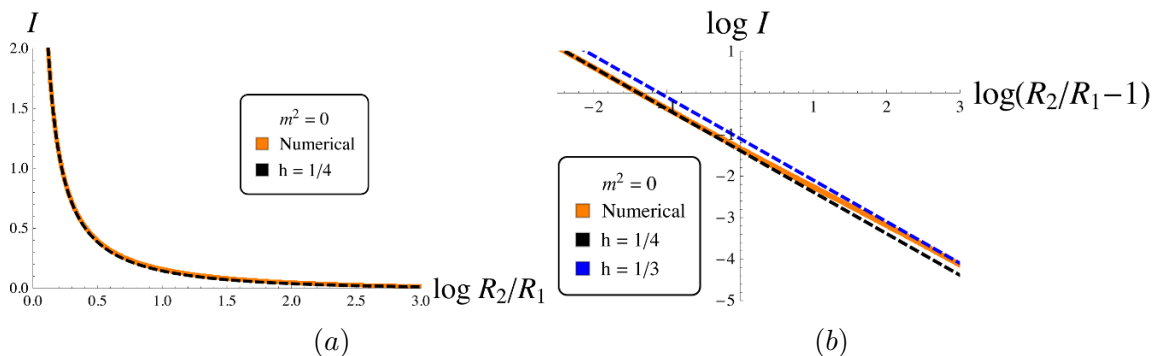 I
2.0
1.5
1.0
0.5
0.0
0.0 0.5 1.0 1.5 2.0 2.5 3.0
log R₂/R₁
m² = 0
Numerical
h = 1/4
(a)
log I
1
−1
−2
−3
−4
−5
−2 −1 1 2 3
log(R₂/R₁−1)
m² = 0
Numerical
h = 1/4
h = 1/3
(b)